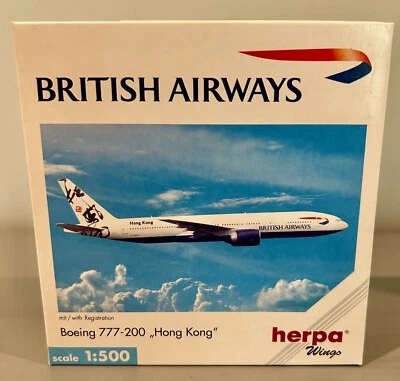 BRITISH AIRWAYS
Hong Kong
BRITISH AIRWAYS
mit / with Registration
Boeing 777-200 „Hong Kong“
scale 1:500
herpa®
Wings